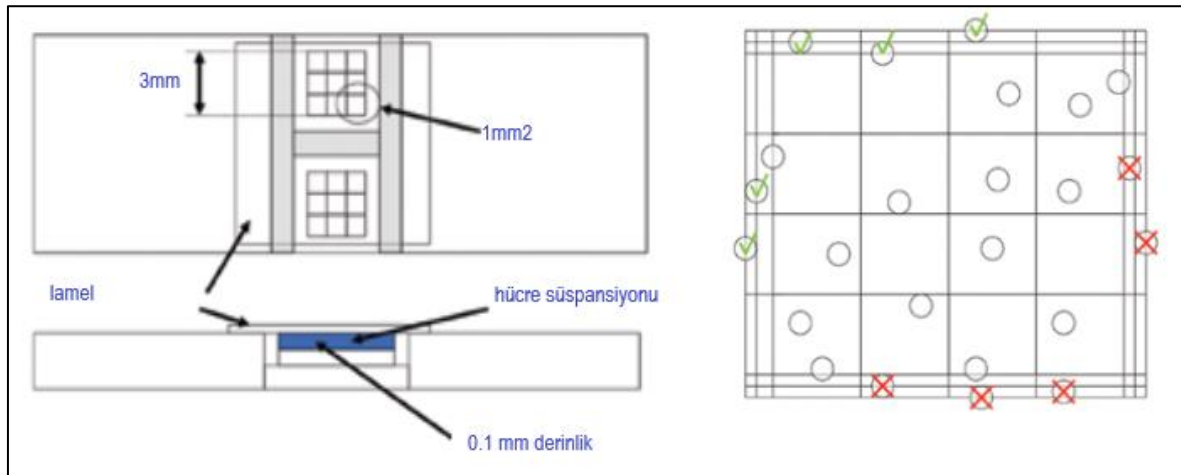 3mm
1mm2
lamel
hücre süspansiyonu
0.1 mm derinlik